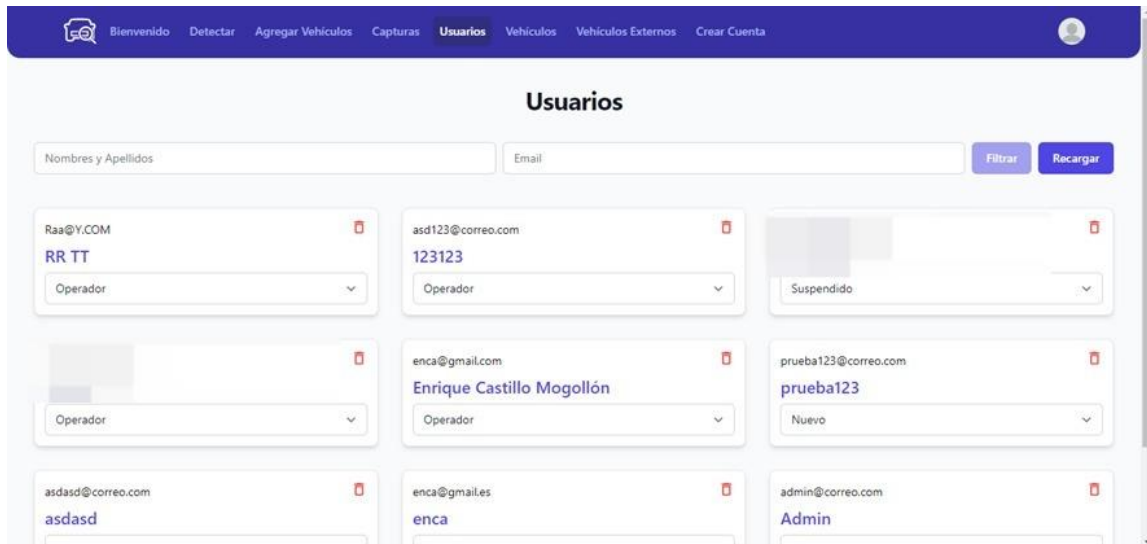 Bienvenido Detectar Agregar Vehículos Capturas Usuarios Vehículos Vehículos Externos Crear Cuenta
Usuarios
Nombres y Apellidos Email Filtrar Recargar
Raa@Y.COM
RR TT
Operador
asd123@correo.com
123123
Operador
Suspendido
Operador
enca@gmail.com
Enrique Castillo Mogollón
Operador
prueba123@correo.com
prueba123
Nuevo
asdasd@correo.com
asdasd
enca@gmail.es
enca
admin@correo.com
Admin